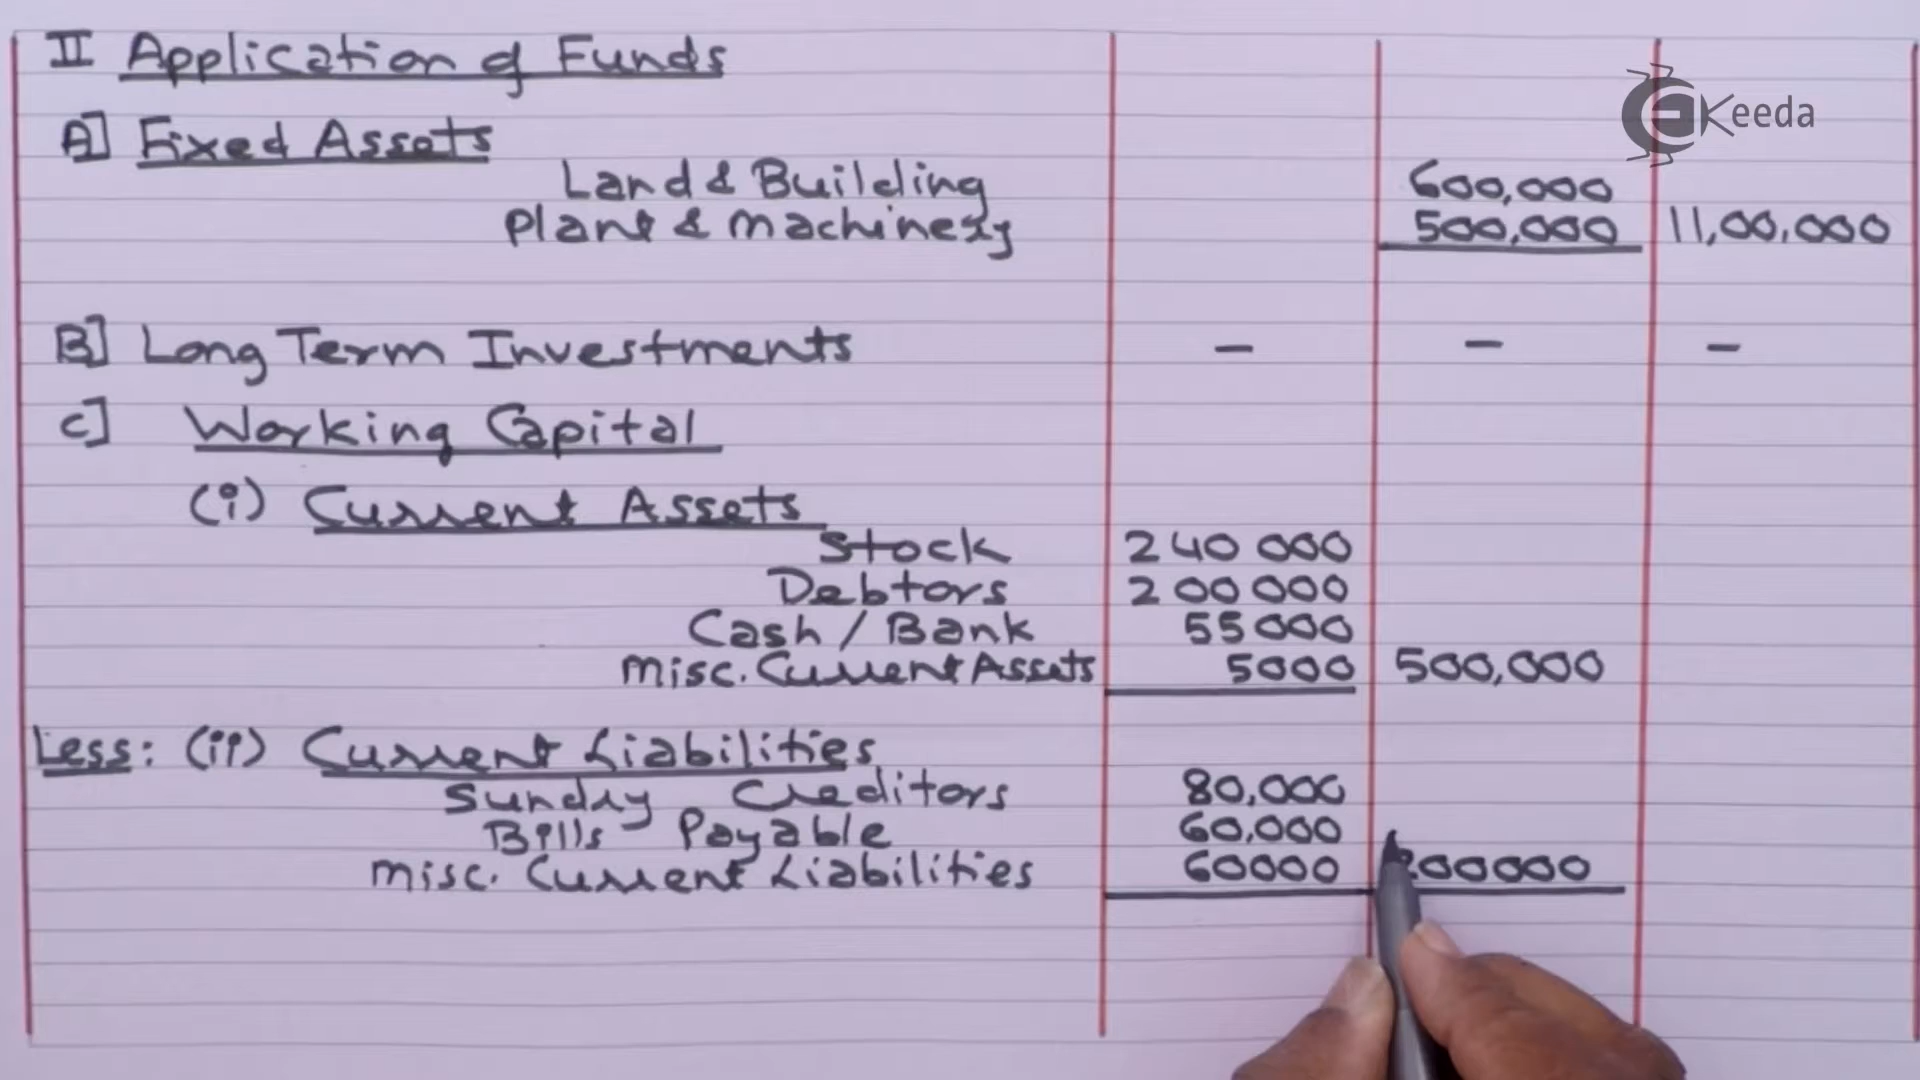 II Application of Funds
Keeda
A] Fixed Assets
Land & Building 600,000
Plant & Machinery 500,000 11,00,000
B] Long Term Investments - - -
C] Working Capital
(i) Current Assets
Stock 240 000
Debtors 200 000
Cash / Bank 55000
Misc. Current Assets 5000 500,000
Less: (ii) Current Liabilities
Sundry Creditors 80,000
Bills Payable 60,000
Misc. Current Liabilities 60000 200000